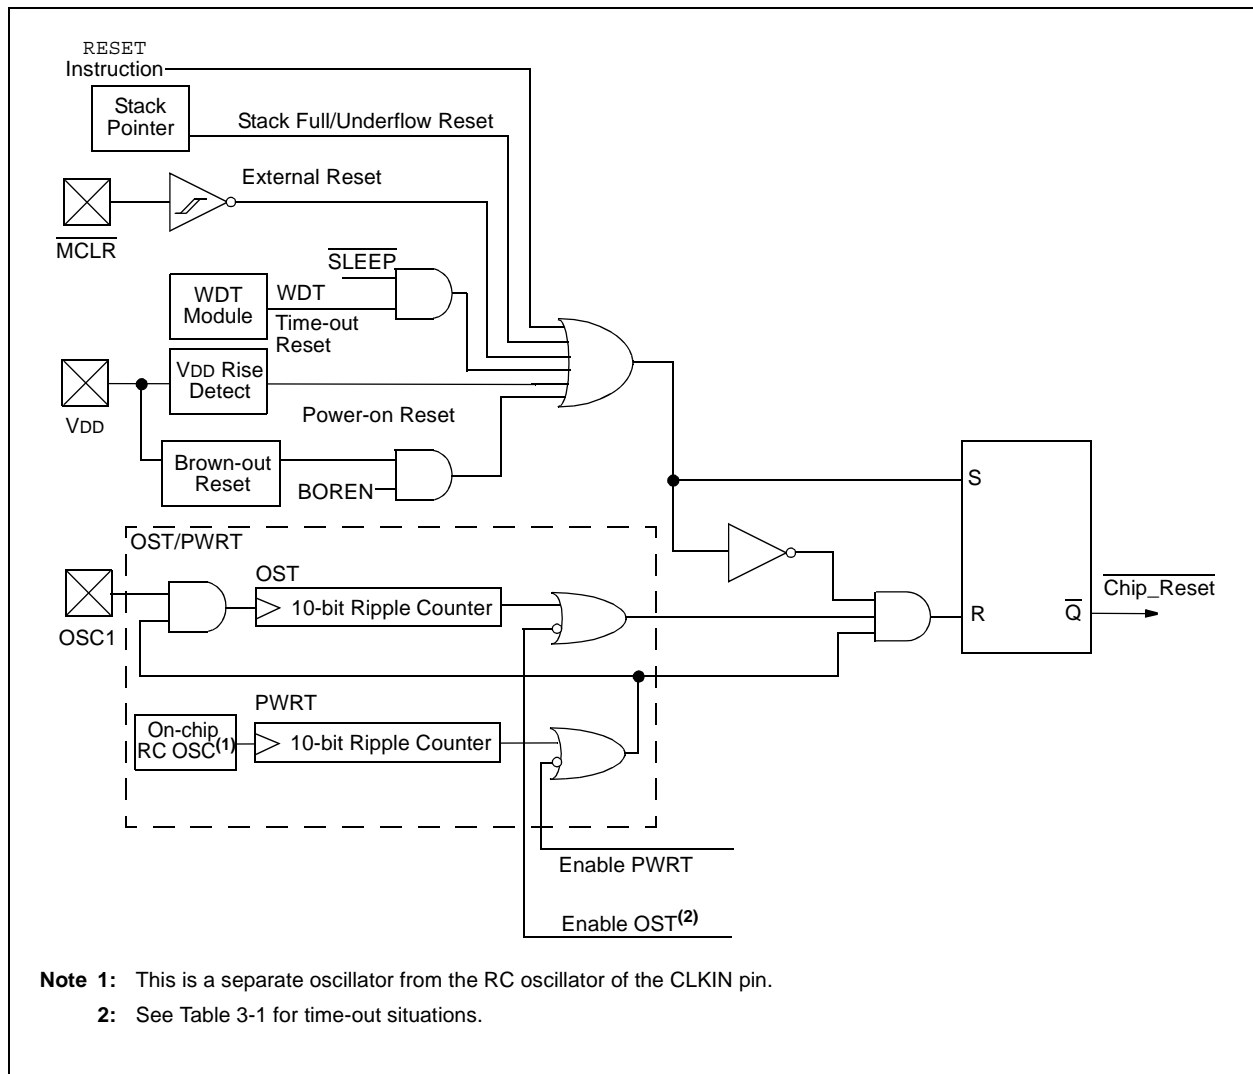 RESET
Instruction
Stack
Pointer
Stack Full/Underflow Reset
External Reset
MCLR
SLEEP
WDT
Module
WDT
Time-out
Reset
VDD Rise
Detect
VDD
Power-on Reset
Brown-out
Reset
BOREN
S
OST/PWRT
OST
10-bit Ripple Counter
OSC1
Chip_Reset
R
Q
PWRT
On-chip
RC OSC(1)
10-bit Ripple Counter
Enable PWRT
Enable OST(2)
Note 1: This is a separate oscillator from the RC oscillator of the CLKIN pin.
2: See Table 3-1 for time-out situations.